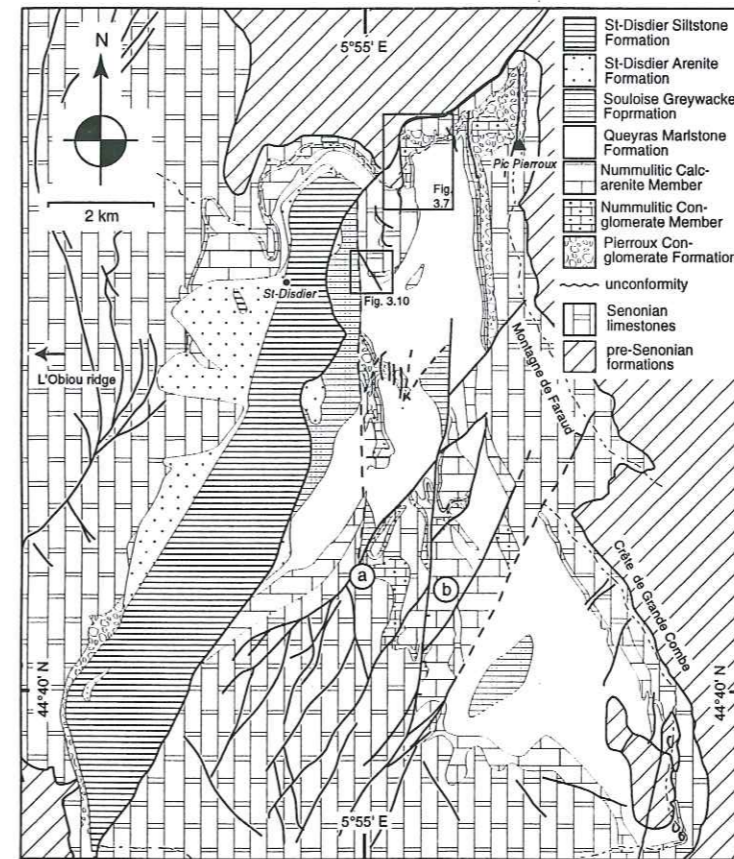 N
2 km
5°55' E
St-Disdier Siltstone
Formation
St-Disdier Arenite
Formation
Souloise Greywacke
Foprmation
Queyras Marlstone
Formation
Nummulitic Calc-
arenite Member
Nummulitic Con-
glomerate Member
Pierroux Con-
glomerate Formation
unconformity
Senonian
limestones
pre-Senonian
formations
Pic Pierroux
Fig.
3.7
St-Disdier
Fig. 3.10
L'Obiou ridge
Montagne de Faraud
a
b
Crête de Grande Combe
44°40' N
44°40' N
5°55' E